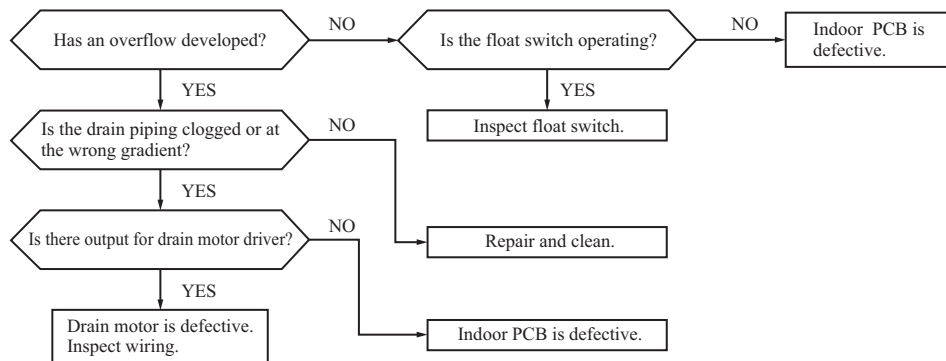 Has an overflow developed?
NO
Is the float switch operating?
NO
Indoor PCB is
defective.
YES
YES
Inspect float switch.
Is the drain piping clogged or at
the wrong gradient?
NO
YES
Repair and clean.
Is there output for drain motor driver?
NO
YES
Drain motor is defective.
Inspect wiring.
Indoor PCB is defective.